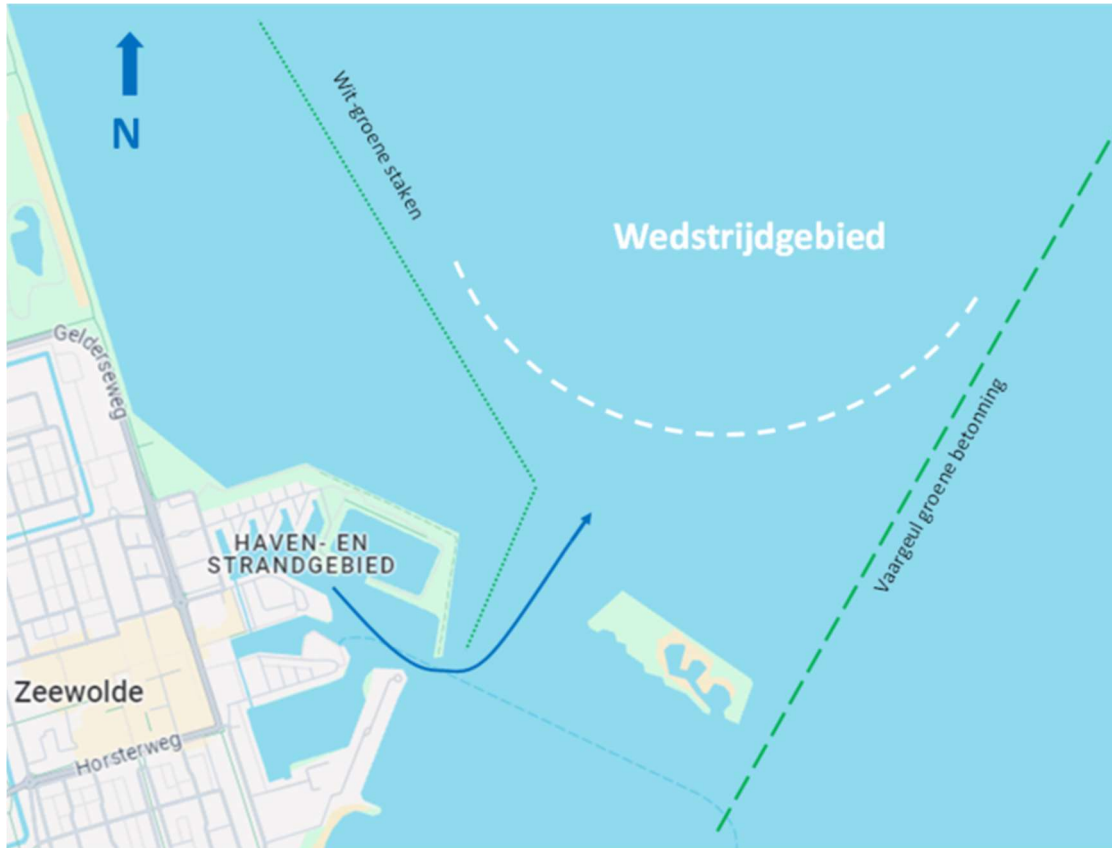 N
Wit-groene staken
Wedstrijdgebied
Gelderseweg
Vaargeul groene betonning
HAVEN- EN
STRANDGEBIED
Zeewolde
Horsterweg